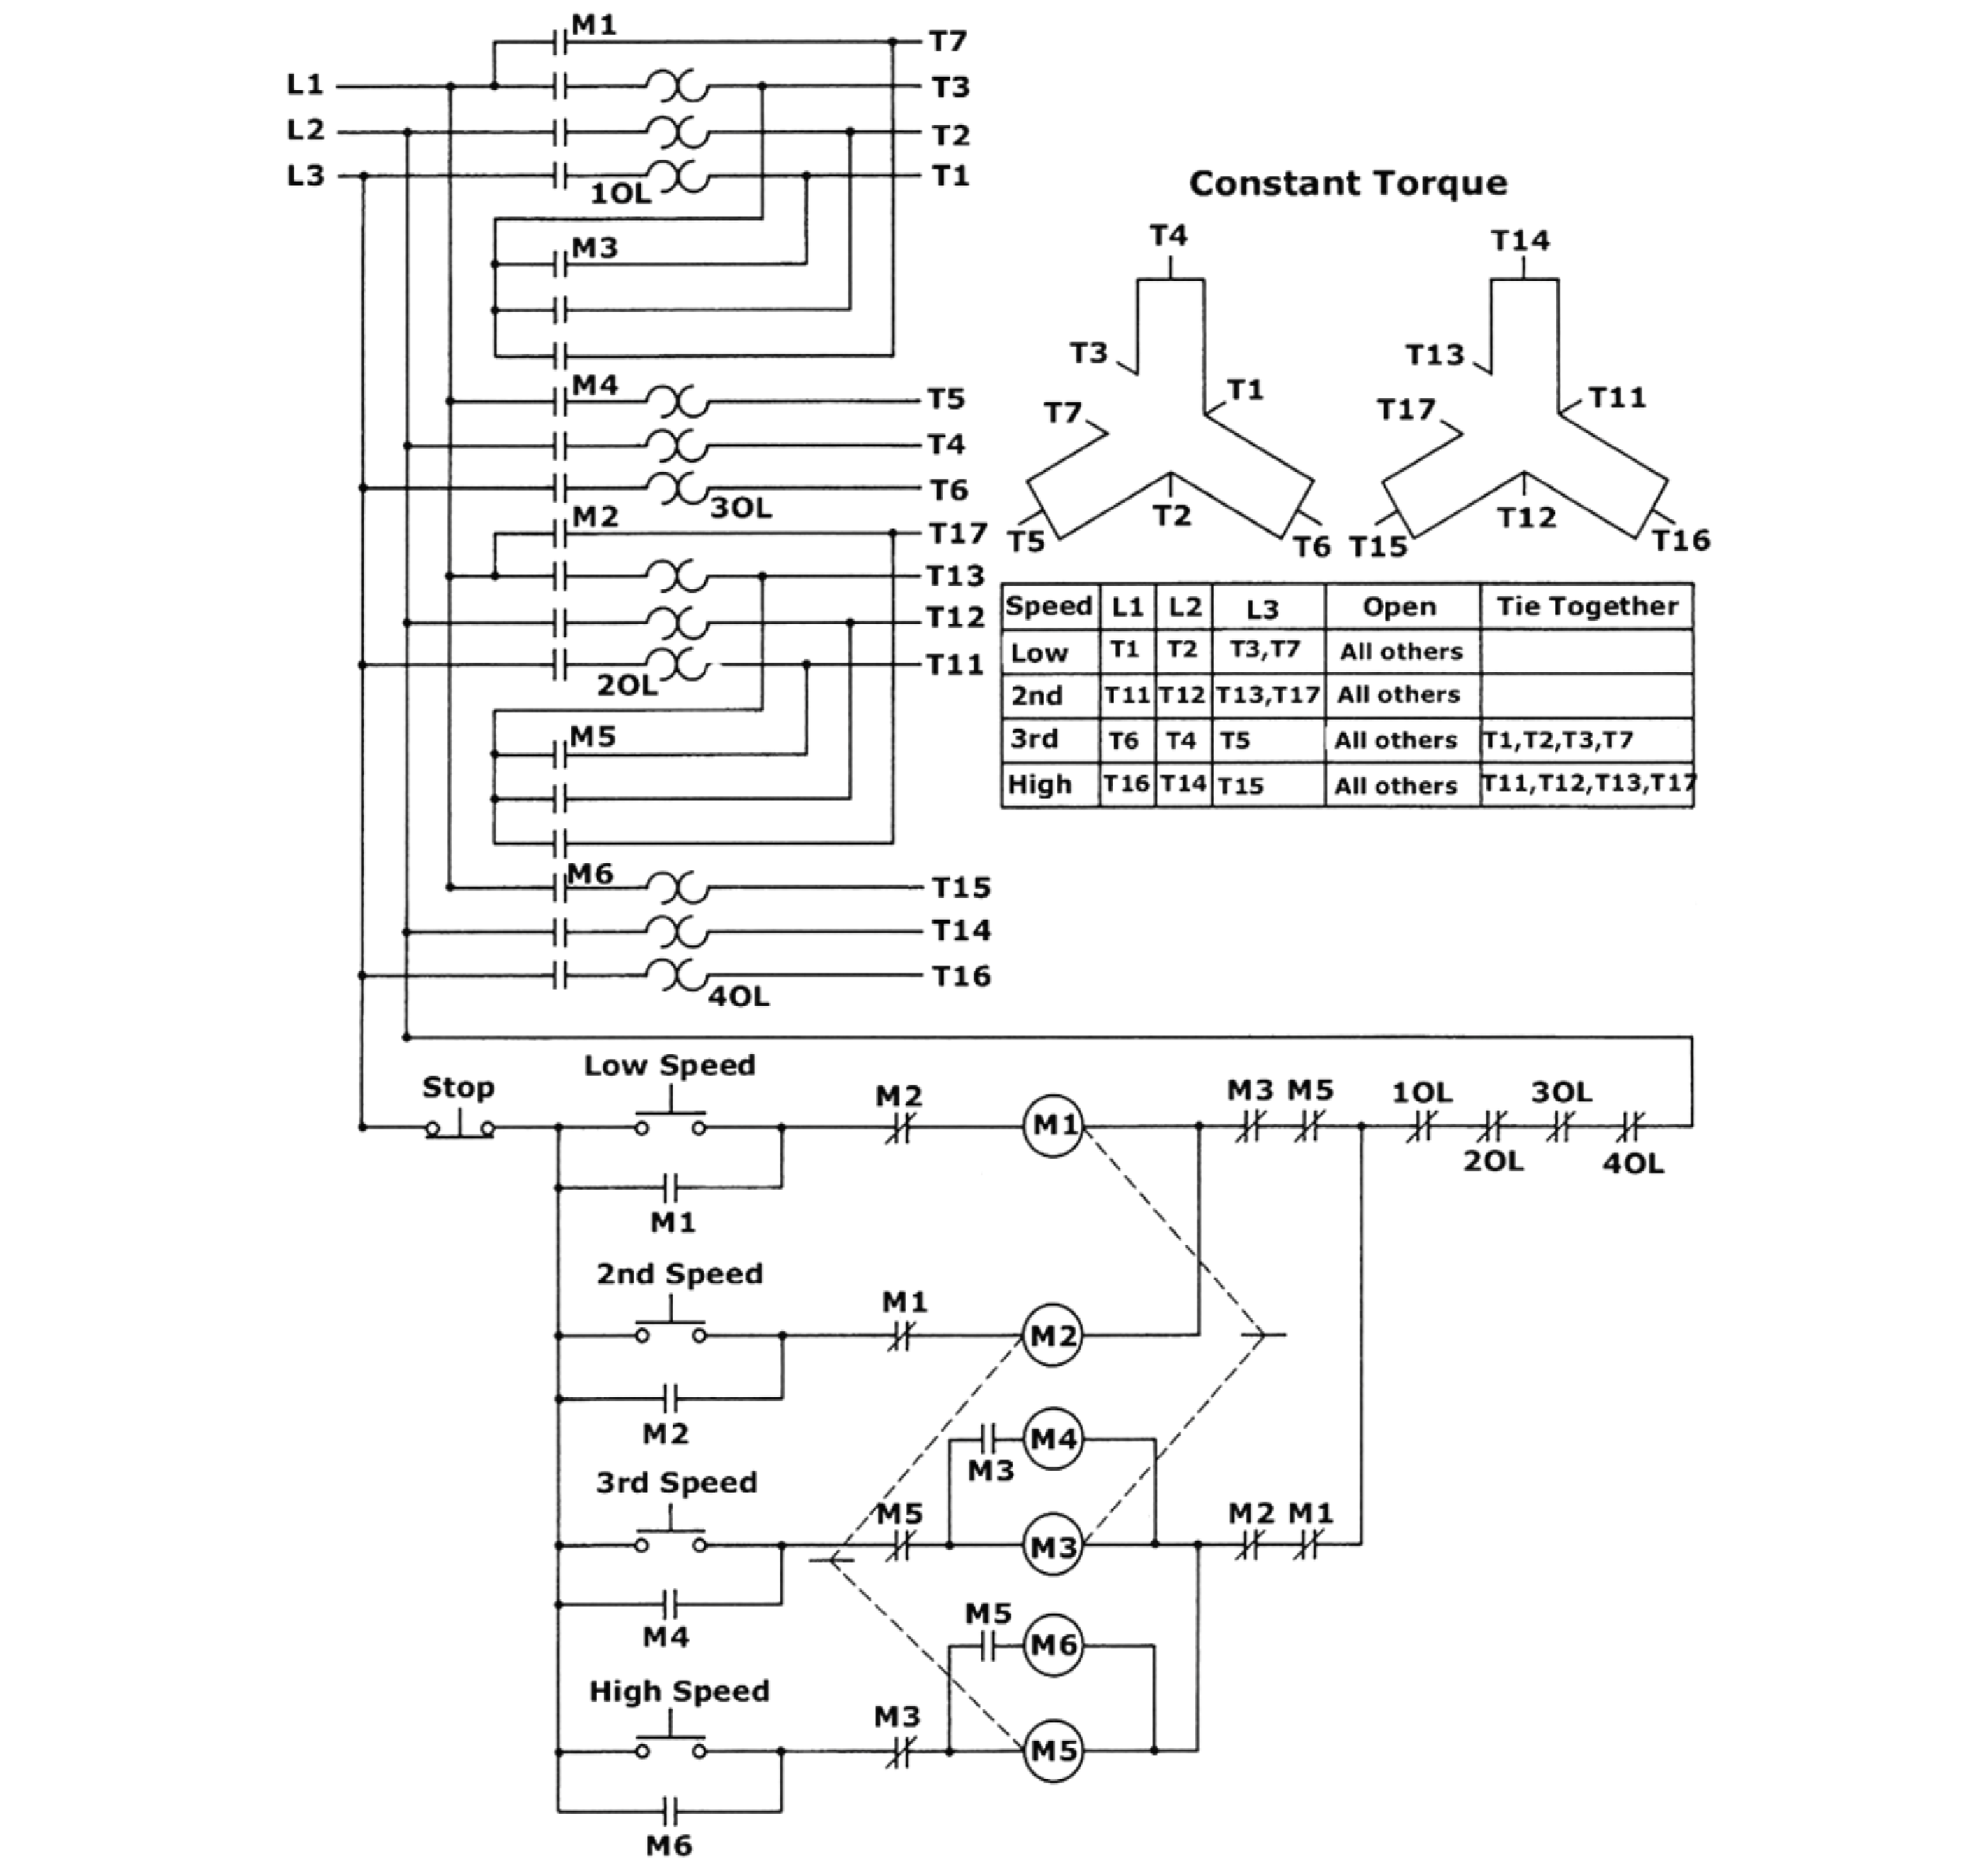 M1
T7
L1
T3
L2
T2
L3
T1
1OL
M3
M4
T5
T4
T6
3OL
M2
T17
T13
T12
T11
2OL
M5
M6
T15
T14
T16
4OL
Constant Torque
T4
T3
T1
T7
T2
T5
T6
T14
T13
T11
T17
T12
T15
T16
Speed L1 L2 L3 Open Tie Together
Low T1 T2 T3,T7 All others
2nd T11 T12 T13,T17 All others
3rd T6 T4 T5 All others T1,T2,T3,T7
High T16 T14 T15 All others T11,T12,T13,T17
Stop
Low Speed
M2
M1
M3 M5
1OL
3OL
2OL
4OL
M1
2nd Speed
M1
M2
M2
M4
M3
3rd Speed
M5
M3
M2 M1
M4
M5
M6
High Speed
M3
M5
M6